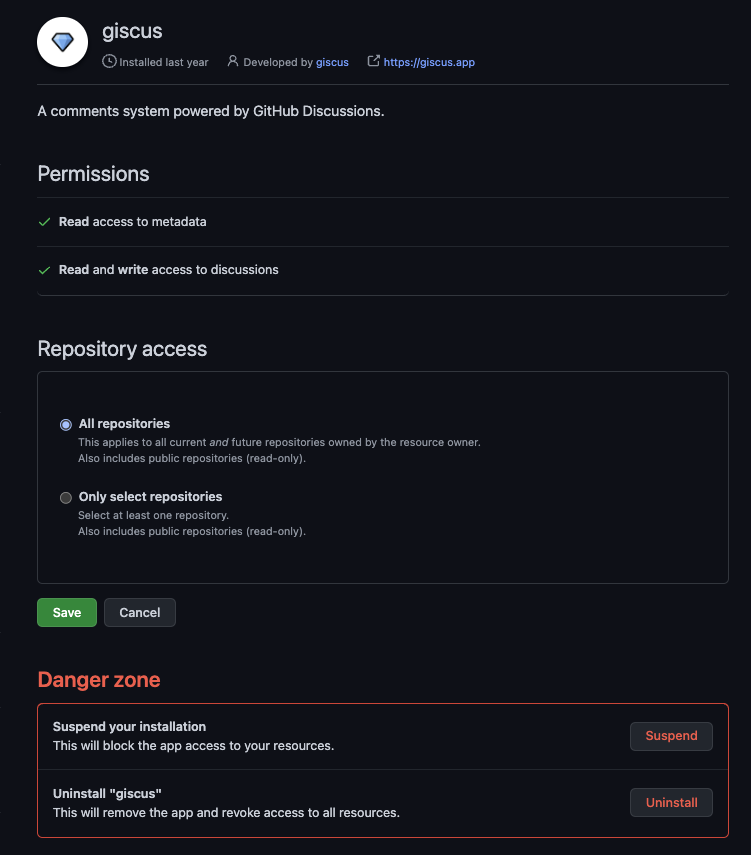 giscus
Installed last year Developed by giscus https://giscus.app
A comments system powered by GitHub Discussions.
Permissions
Read access to metadata
Read and write access to discussions
Repository access
All repositories
This applies to all current and future repositories owned by the resource owner.
Also includes public repositories (read-only).
Only select repositories
Select at least one repository.
Also includes public repositories (read-only).
Save Cancel
Danger zone
Suspend your installation
This will block the app access to your resources.
Suspend
Uninstall "giscus"
This will remove the app and revoke access to all resources.
Uninstall